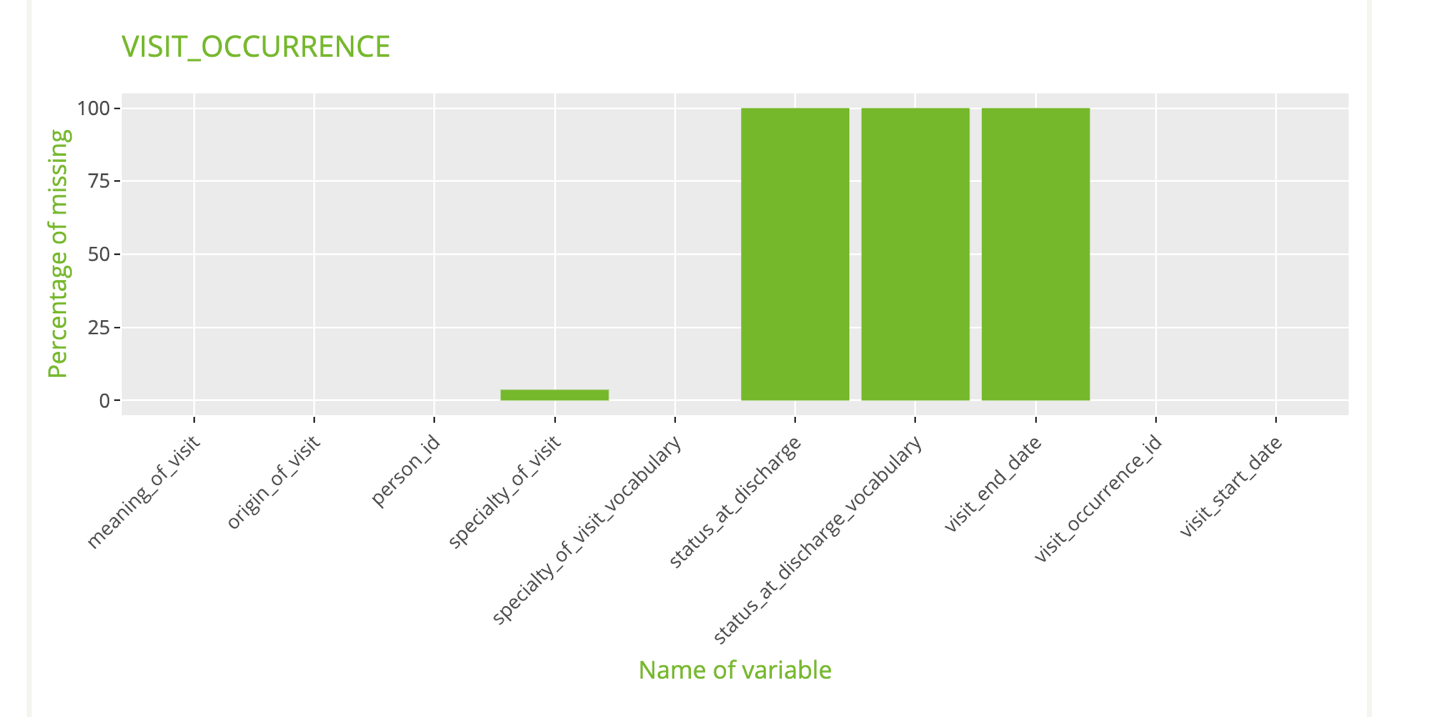 VISIT_OCCURRENCE
Percentage of missing
100
75
50
25
0
meaning_of_visit
origin_of_visit
person_id
specialty_of_visit
specialty_of_visit_vocabulary
status_at_discharge
status_at_discharge_vocabulary
visit_end_date
visit_occurrence_id
visit_start_date
Name of variable